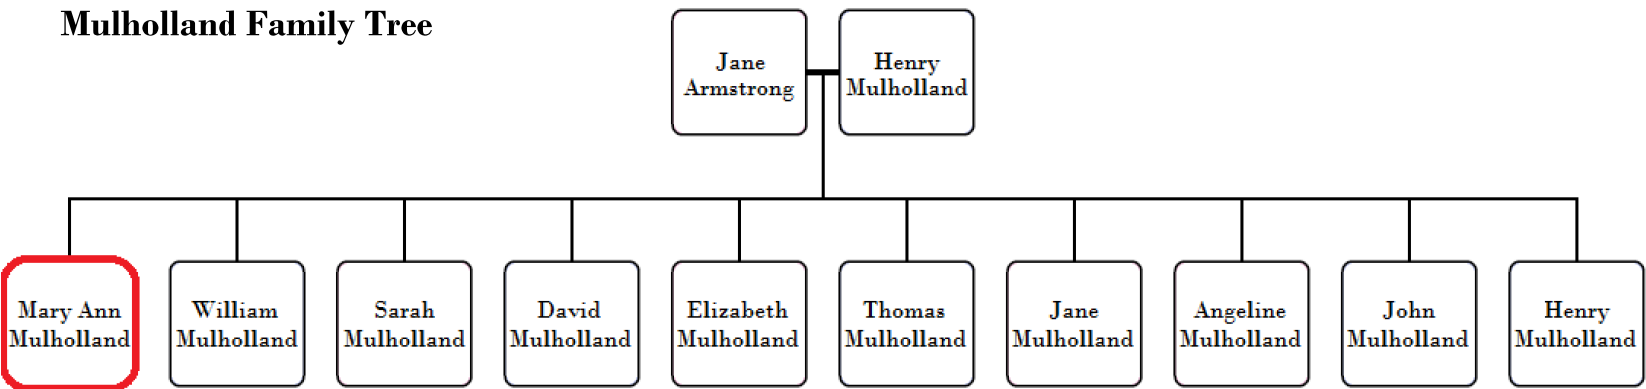 Mulholland Family Tree
Jane
Armstrong
Henry
Mulholland
Mary Ann
Mulholland
William
Mulholland
Sarah
Mulholland
David
Mulholland
Elizabeth
Mulholland
Thomas
Mulholland
Jane
Mulholland
Angeline
Mulholland
John
Mulholland
Henry
Mulholland